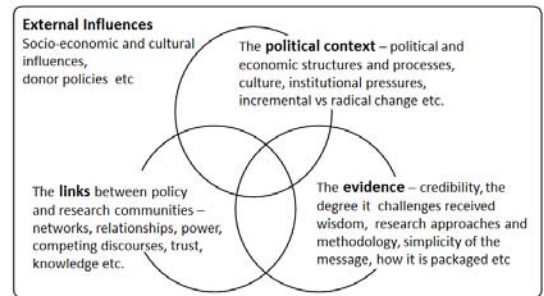 External Influences
Socio-economic and cultural
influences,
donor policies etc
The political context – political and
economic structures and processes,
culture, institutional pressures,
incremental vs radical change etc.
The links between policy
and research communities –
networks, relationships, power,
competing discourses, trust,
knowledge etc.
The evidence – credibility, the
degree it challenges received
wisdom, research approaches and
methodology, simplicity of the
message, how it is packaged etc